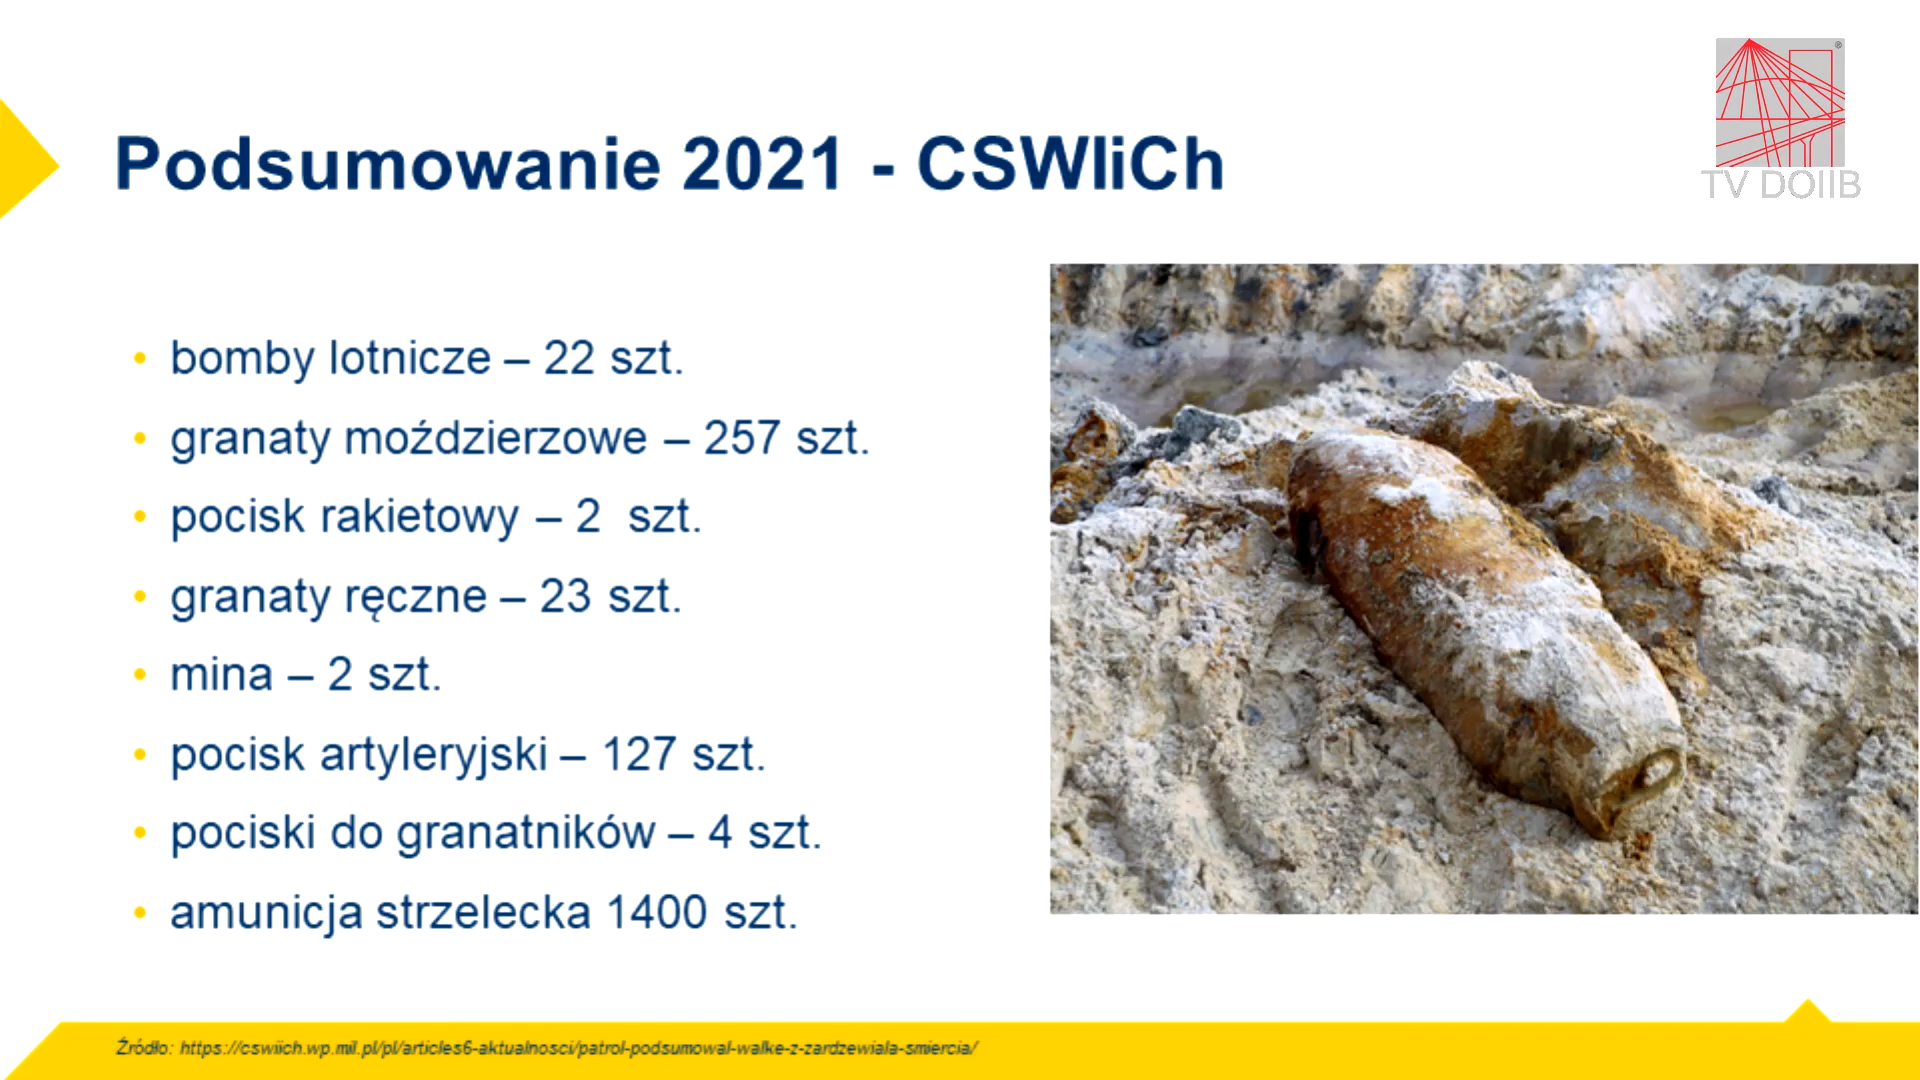 Podsumowanie 2021 - CSWIiCh
®
TV DOIIB
• bomby lotnicze – 22 szt.
• granaty moździerzowe – 257 szt.
• pocisk rakietowy – 2  szt.
• granaty ręczne – 23 szt.
• mina – 2 szt.
• pocisk artyleryjski – 127 szt.
• pociski do granatników – 4 szt.
• amunicja strzelecka 1400 szt.
Źródło: https://cswiich.wp.mil.pl/pl/articles6-aktualnosci/patrol-podsumowal-walke-z-zardzewiala-smiercia/